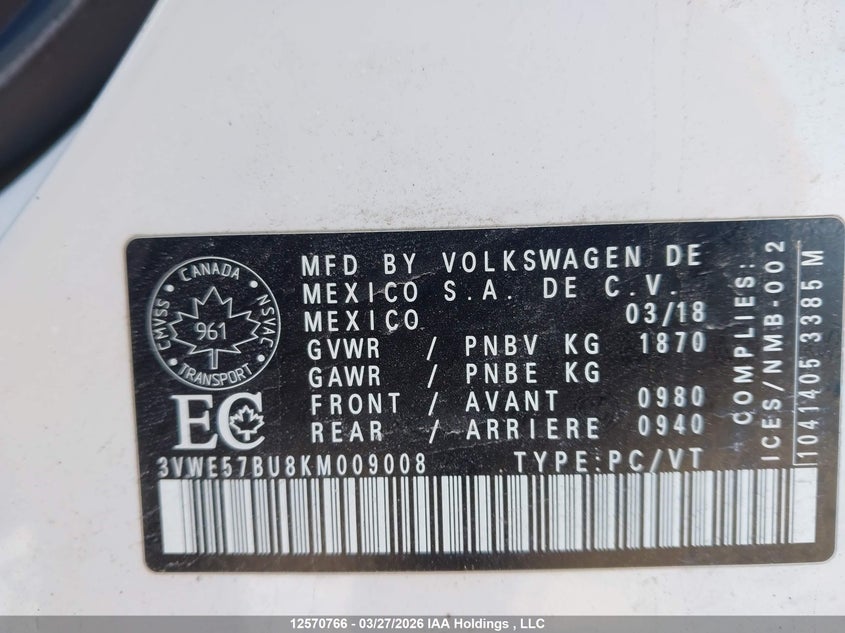 CMVSS CANADA NSVAC
961
TRANSPORT
EC
MFD BY VOLKSWAGEN DE
MEXICO S.A. DE C.V.
MEXICO 03/18
GVWR / PNBV KG 1870
GAWR / PNBE KG
FRONT / AVANT 0980
REAR / ARRIERE 0940
3VWE57BU8KM009008 TYPE:PC/VT
COMPLIES:
ICES/NMB-002
1041405 3385 M
12570766 - 03/27/2026 IAA Holdings , LLC